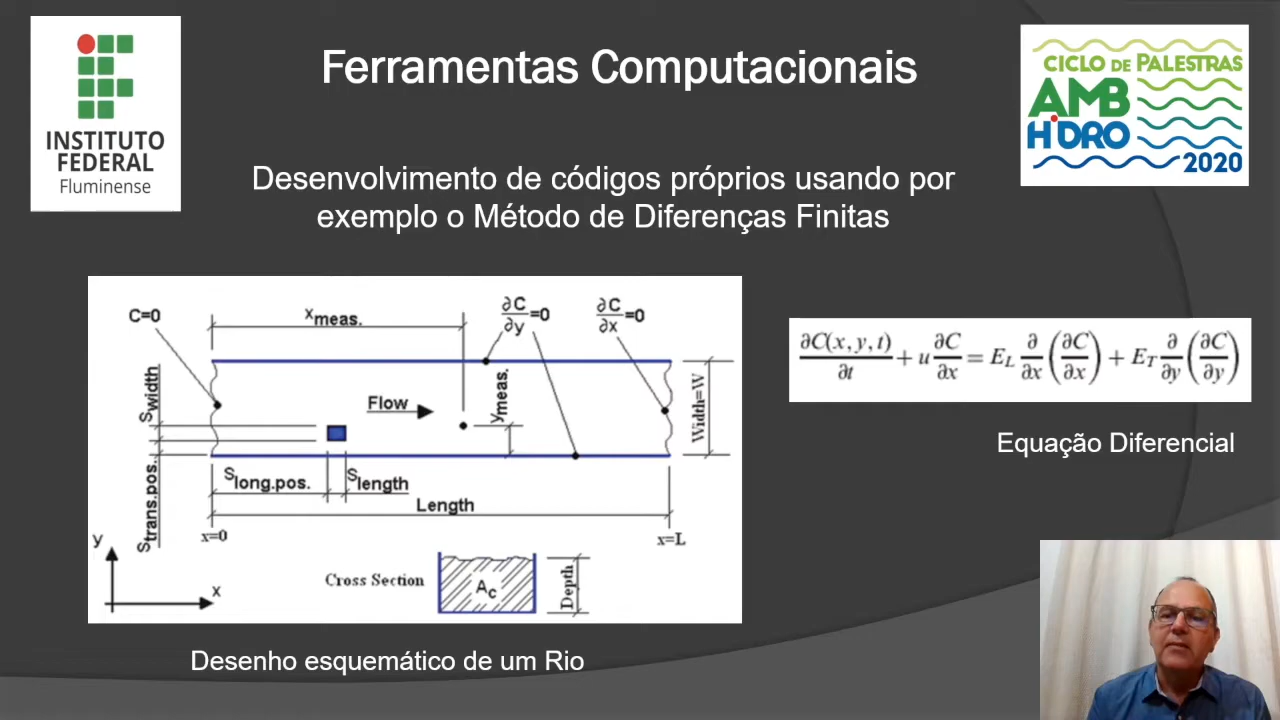 INSTITUTO
FEDERAL
Fluminense
Ferramentas Computacionais
CICLO DE PALESTRAS
AMB
HIDRO
2020
Desenvolvimento de códigos próprios usando por
exemplo o Método de Diferenças Finitas
C=0
x meas.
∂C/∂y=0
∂C/∂x=0
S width
Flow
y meas.
Width=W
S long.pos.
S length
Length
S trans.pos.
x=0
x=L
y
x
Cross Section
A c
Depth
∂C(x, y, t)/∂t + u ∂C/∂x = E_L ∂/∂x (∂C/∂x) + E_T ∂/∂y (∂C/∂y)
Equação Diferencial
Desenho esquemático de um Rio